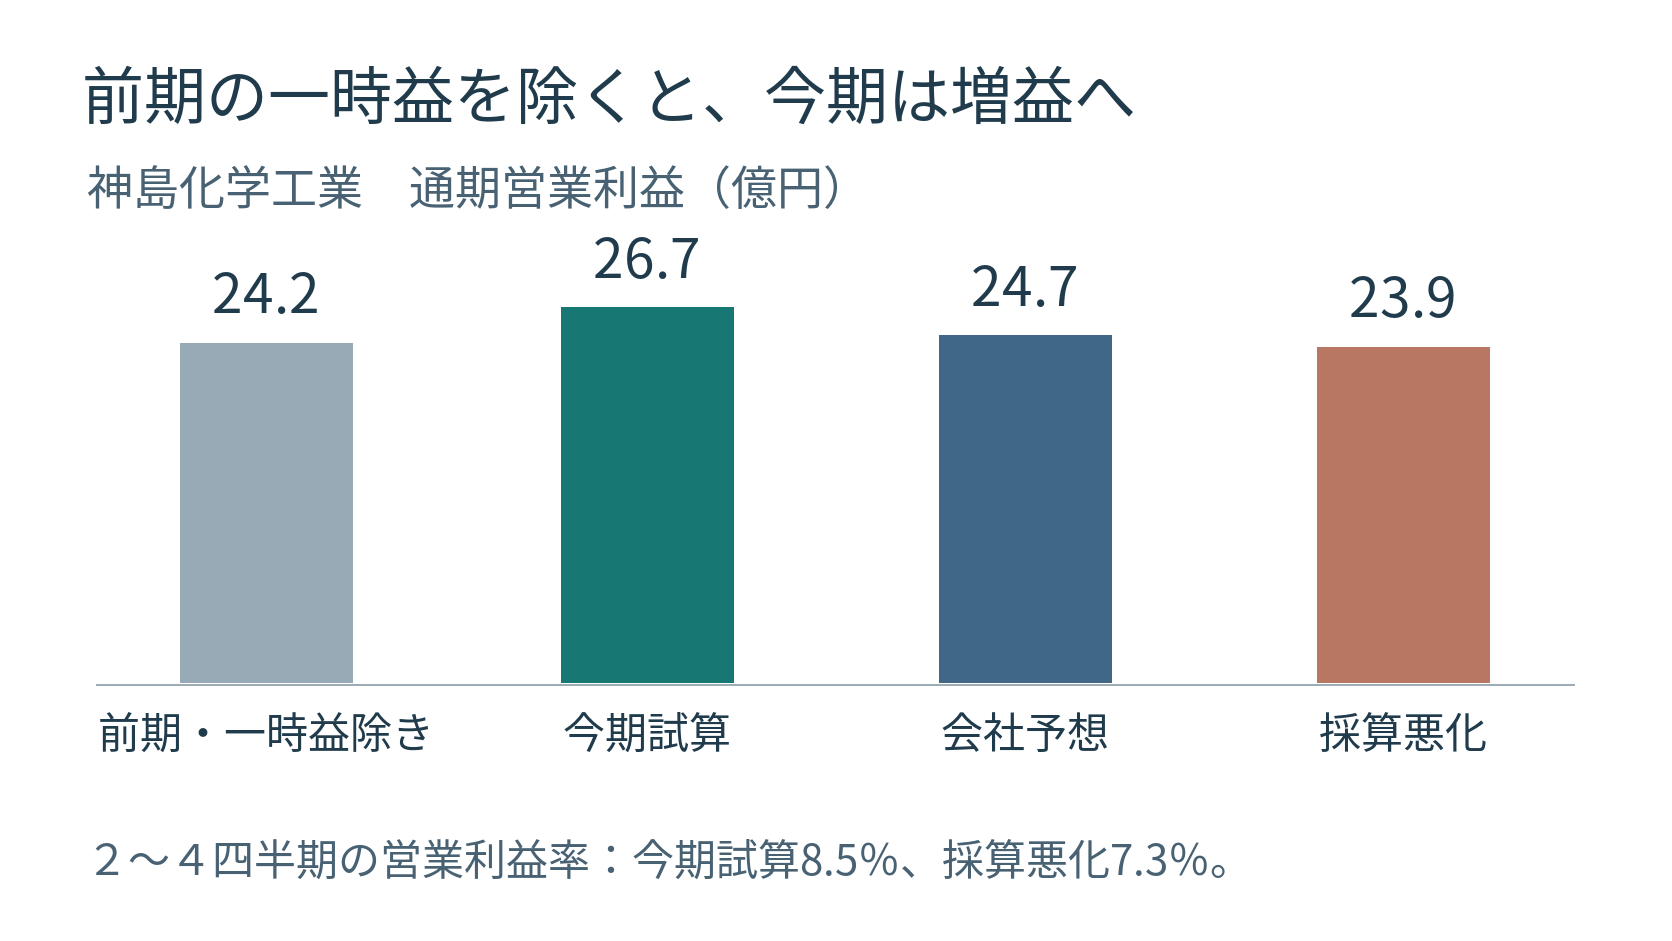 前期の一時益を除くと、今期は増益へ
神島化学工業　通期営業利益（億円）
24.2
26.7
24.7
23.9
前期・一時益除き
今期試算
会社予想
採算悪化
２～４四半期の営業利益率：今期試算8.5%、採算悪化7.3%。